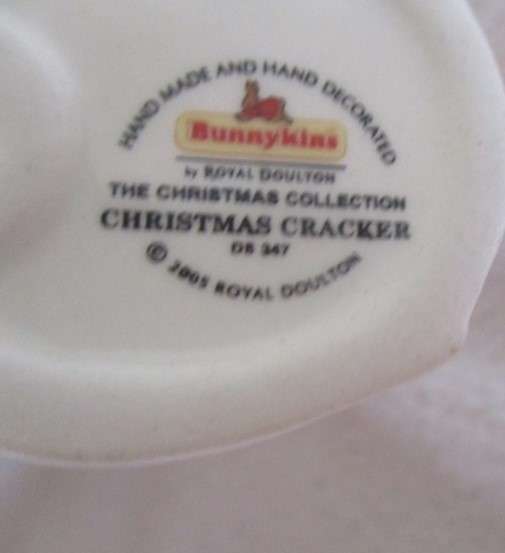 HAND MADE AND HAND DECORATED
Bunnykins
by ROYAL DOULTON
THE CHRISTMAS COLLECTION
CHRISTMAS CRACKER
DB 347
© 2005 ROYAL DOULTON